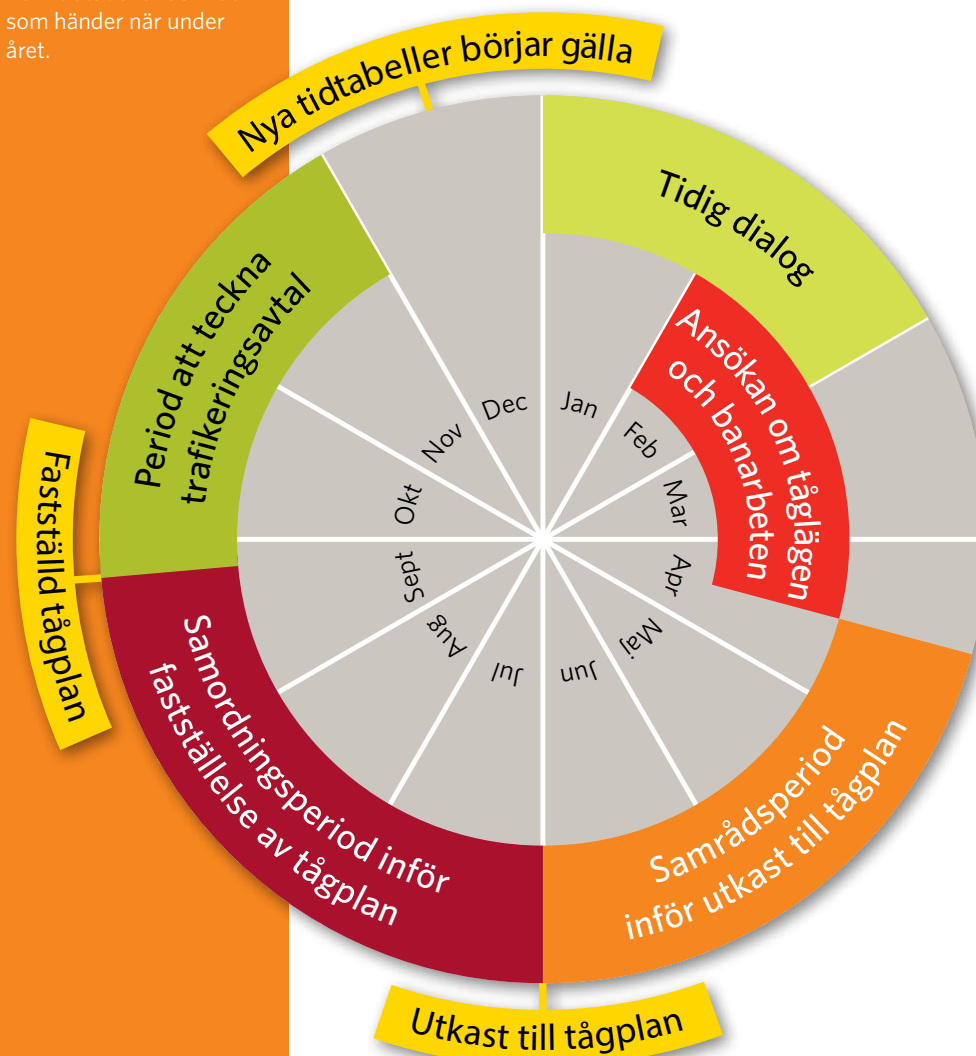 som händer när under
året.
Nya tidtabeller börjar gälla
Tidig dialog
Ansökan om tåglägen
och banarbeten
Period att teckna
trafikeringsavtal
Fastställd tågplan
Jan
Feb
Mar
Apr
Maj
Jun
Jul
Aug
Sept
Okt
Nov
Dec
Samordningsperiod inför
fastställelse av tågplan
Samrådsperiod
inför utkast till tågplan
Utkast till tågplan